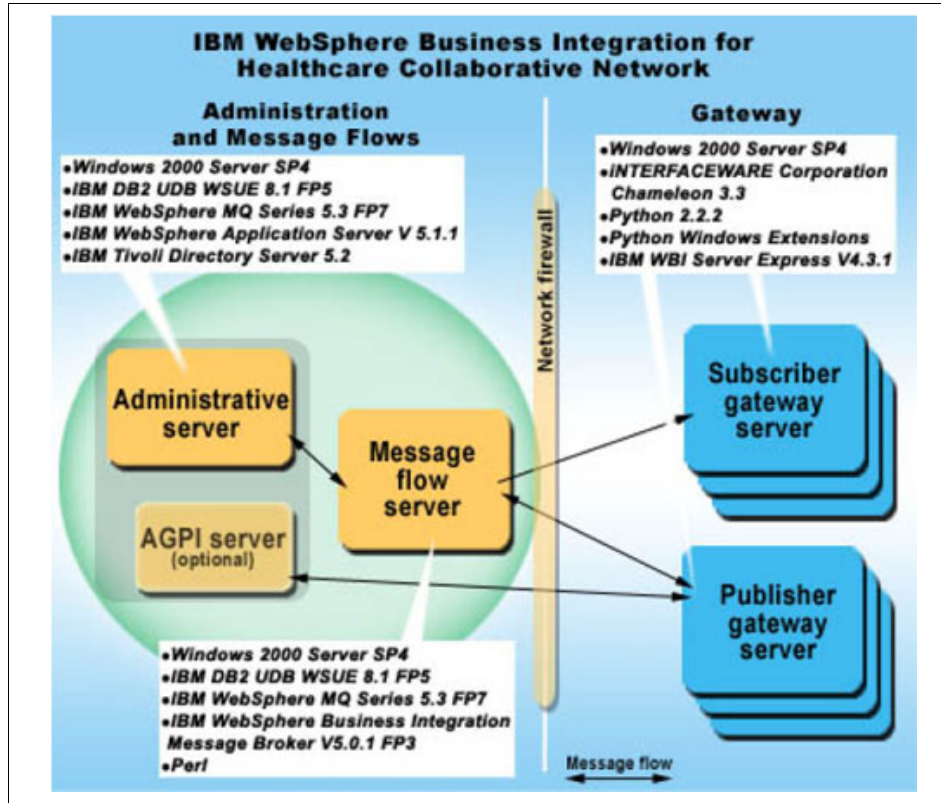 IBM WebSphere Business Integration for
Healthcare Collaborative Network
Administration
and Message Flows
•Windows 2000 Server SP4
•IBM DB2 UDB WSUE 8.1 FP5
•IBM WebSphere MQ Series 5.3 FP7
•IBM WebSphere Application Server V 5.1.1
•IBM Tivoli Directory Server 5.2
Gateway
•Windows 2000 Server SP4
•iNTERFACEWARE Corporation
Chameleon 3.3
•Python 2.2.2
•Python Windows Extensions
•IBM WBI Server Express V4.3.1
Network firewall
Administrative
server
Message
flow
server
AGPI server
(optional)
Subscriber
gateway
server
Publisher
gateway
server
•Windows 2000 Server SP4
•IBM DB2 UDB WSUE 8.1 FP5
•IBM WebSphere MQ Series 5.3 FP7
•IBM WebSphere Business Integration
Message Broker V5.0.1 FP3
•Perl
Message flow